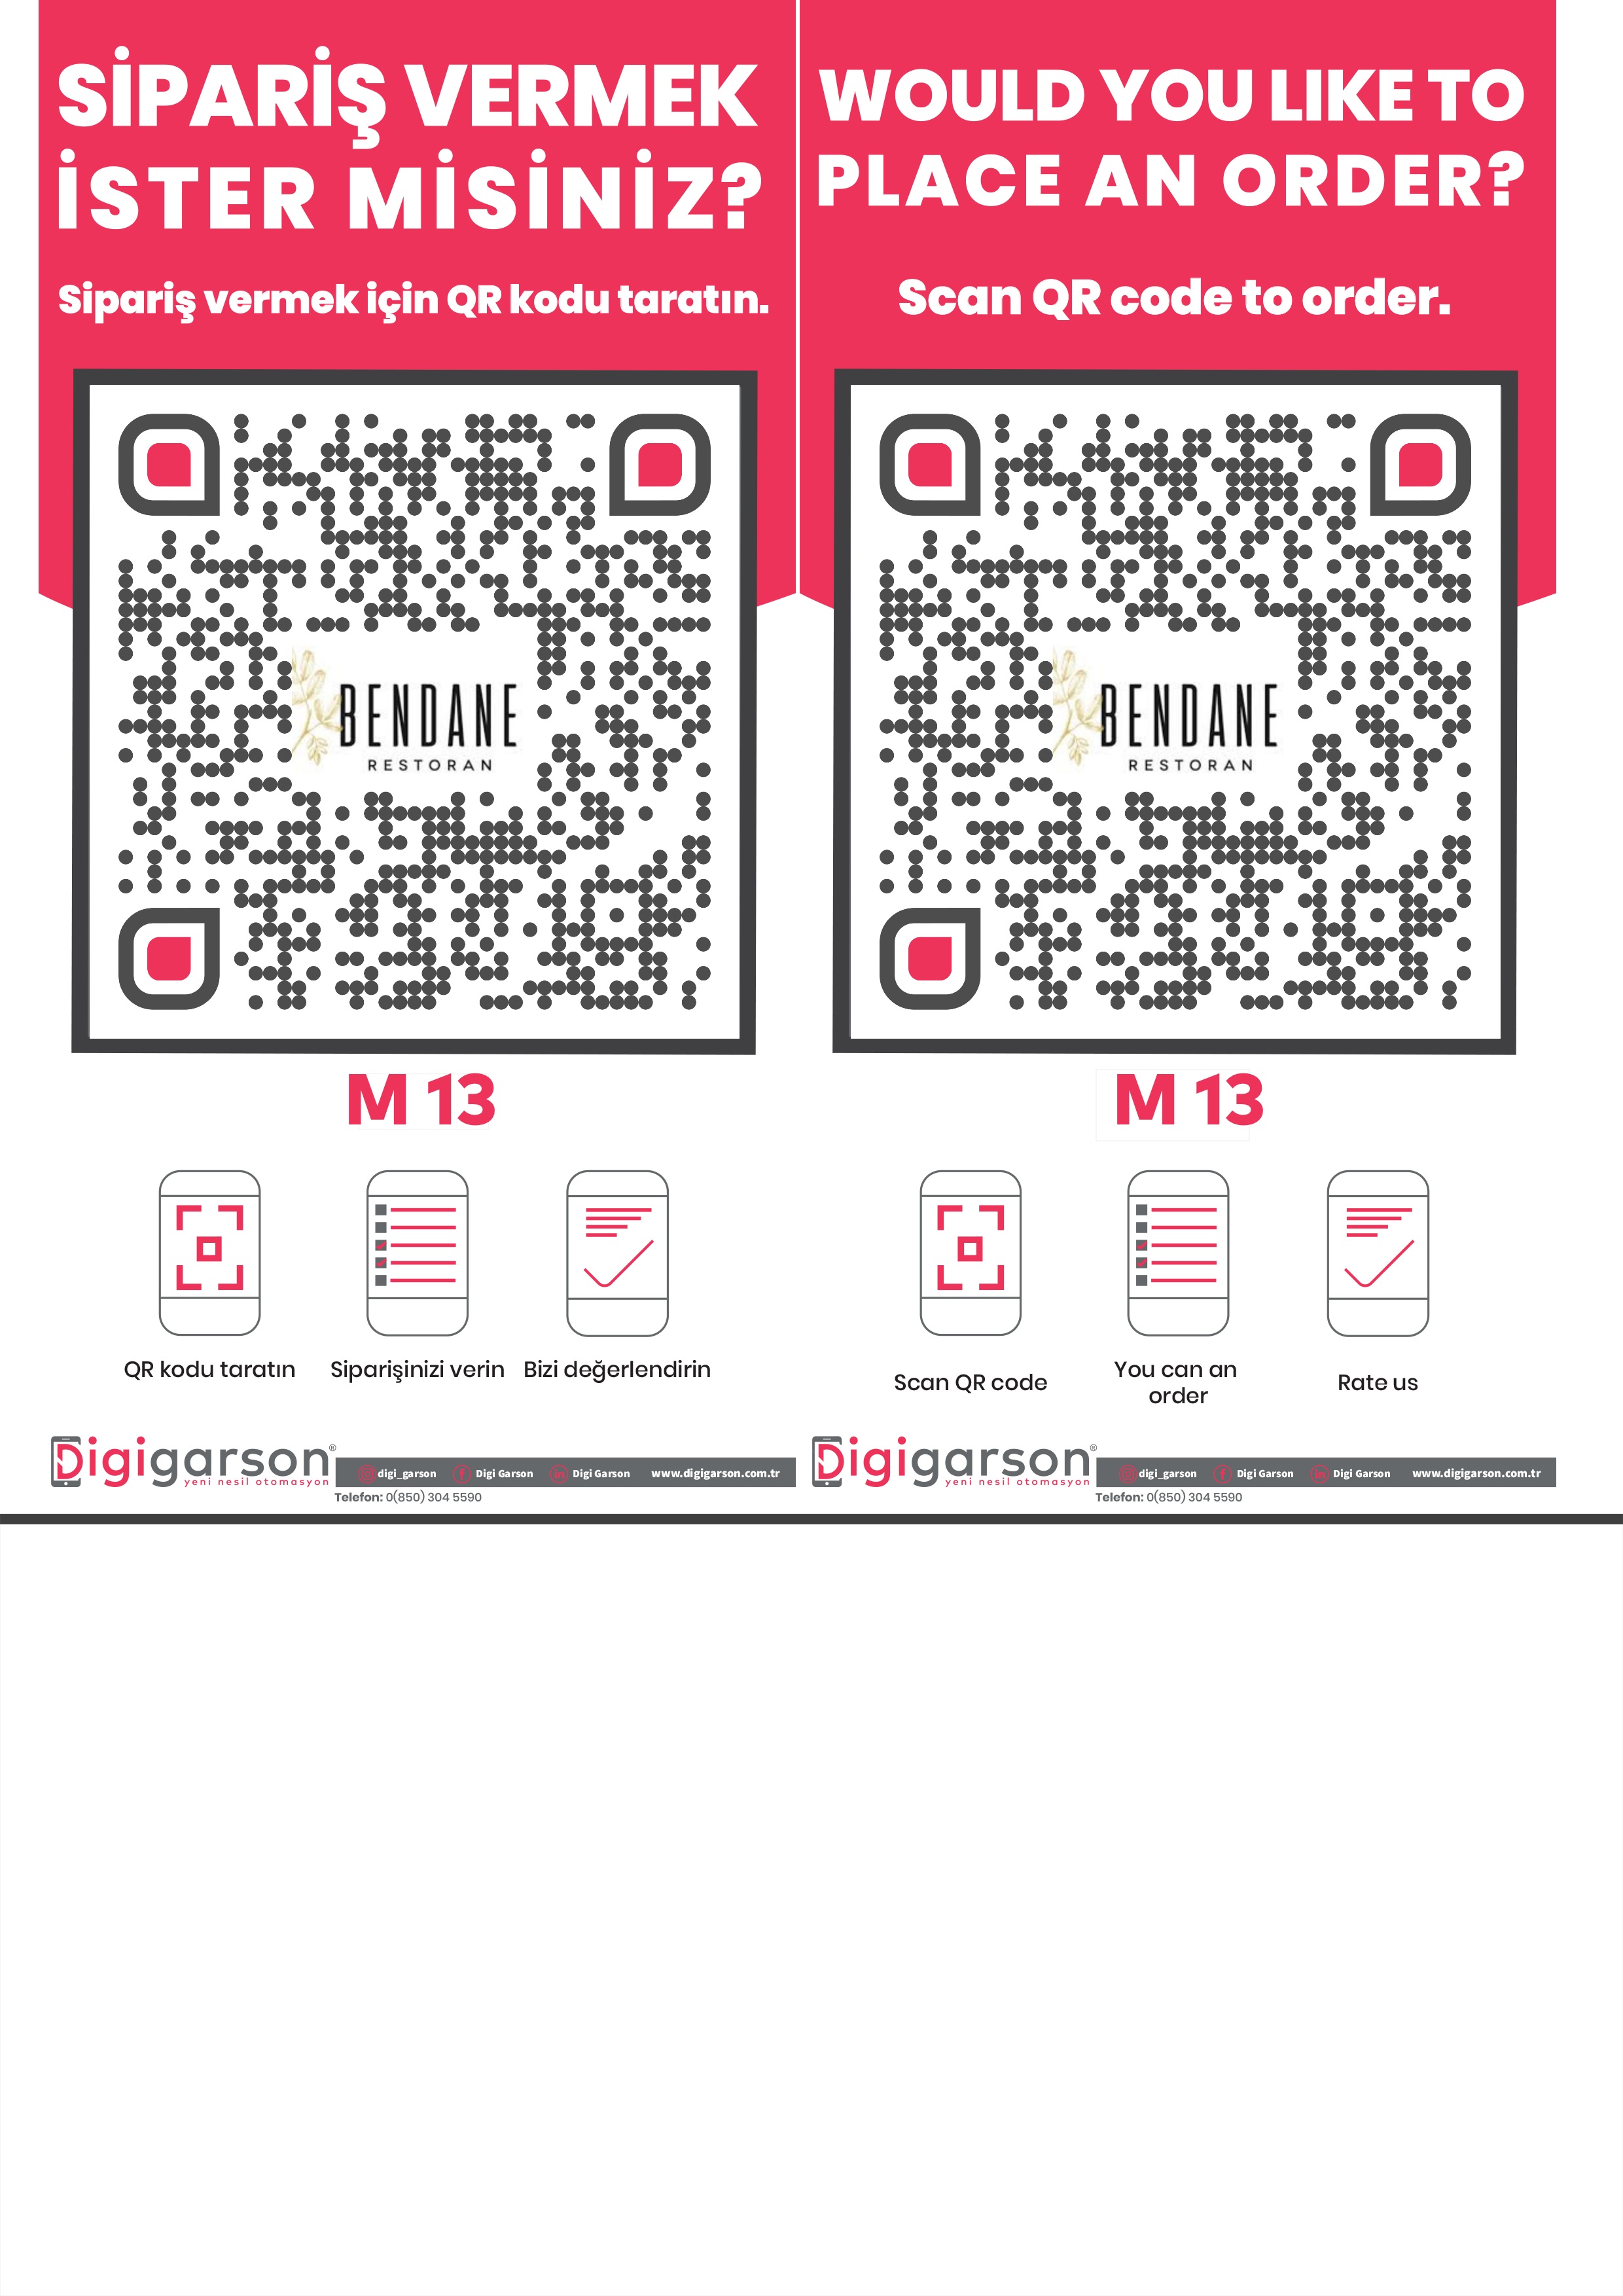 SİPARİŞ VERMEK
İSTER MİSİNİZ?
Sipariş vermek için QR kodu taratın.
BENDANE
RESTORAN
M 13
QR kodu taratın
Siparişinizi verin
Bizi değerlendirin
Digigarson®
yeni nesil otomasyon
digi_garson
Digi Garson
in Digi Garson
www.digigarson.com.tr
Telefon: 0(850) 304 5590
WOULD YOU LIKE TO
PLACE AN ORDER?
Scan QR code to order.
BENDANE
RESTORAN
M 13
Scan QR code
You can an
order
Rate us
Digigarson®
yeni nesil otomasyon
digi_garson
Digi Garson
in Digi Garson
www.digigarson.com.tr
Telefon: 0(850) 304 5590